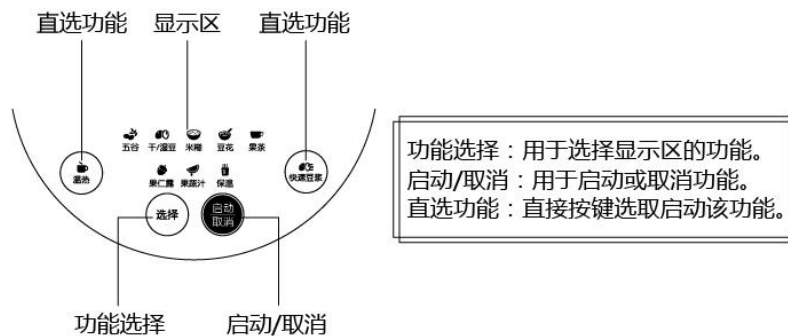 直选功能 显示区 直选功能
五谷 干/湿豆 米糊 豆花 果茶
温热 果仁露 果蔬汁 保温 快速豆浆
选择 启动
取消
功能选择 启动/取消
功能选择：用于选择显示区的功能。
启动/取消：用于启动或取消功能。
直选功能：直接按键选取启动该功能。